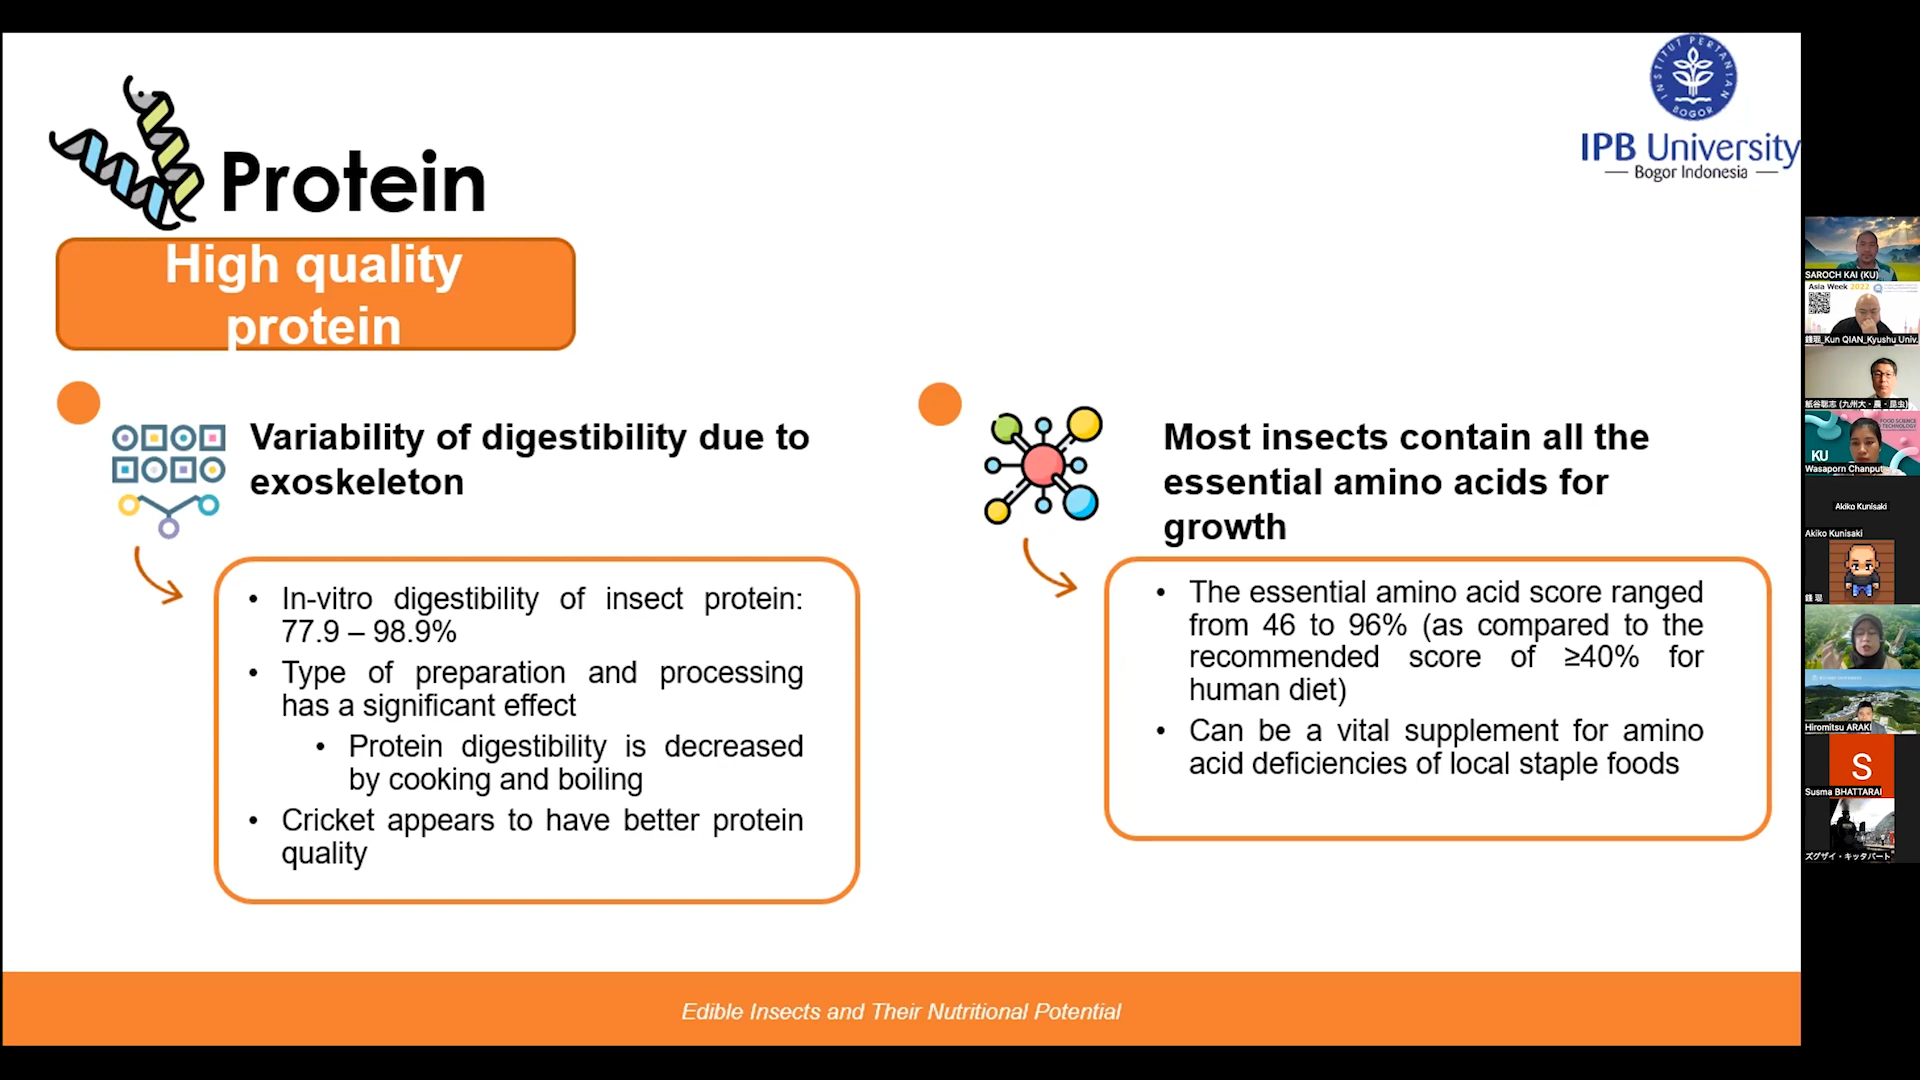 INSTITUT PERTANIAN
BOGOR
IPB University
Bogor Indonesia
Protein
High quality
protein
Variability of digestibility due to
exoskeleton
• In-vitro digestibility of insect protein:
77.9 – 98.9%
• Type of preparation and processing
has a significant effect
• Protein digestibility is decreased
by cooking and boiling
• Cricket appears to have better protein
quality
Most insects contain all the
essential amino acids for
growth
• The essential amino acid score ranged
from 46 to 96% (as compared to the
recommended score of ≥40% for
human diet)
• Can be a vital supplement for amino
acid deficiencies of local staple foods
Edible Insects and Their Nutritional Potential
SAROCH KAI (KU)
Asia Week 2022
錢琨_Kun QIAN_Kyushu Univ.
紙谷聡志 (九州大・農・昆虫)
FOOD SCIENCE
TECHNOLOGY
KU
Wasaporn Chanput
Akiko Kunisaki
Akiko Kunisaki
錢 琨
Hiromitsu ARAKI
S
Susma BHATTARAI
ズグザイ・キッタパート